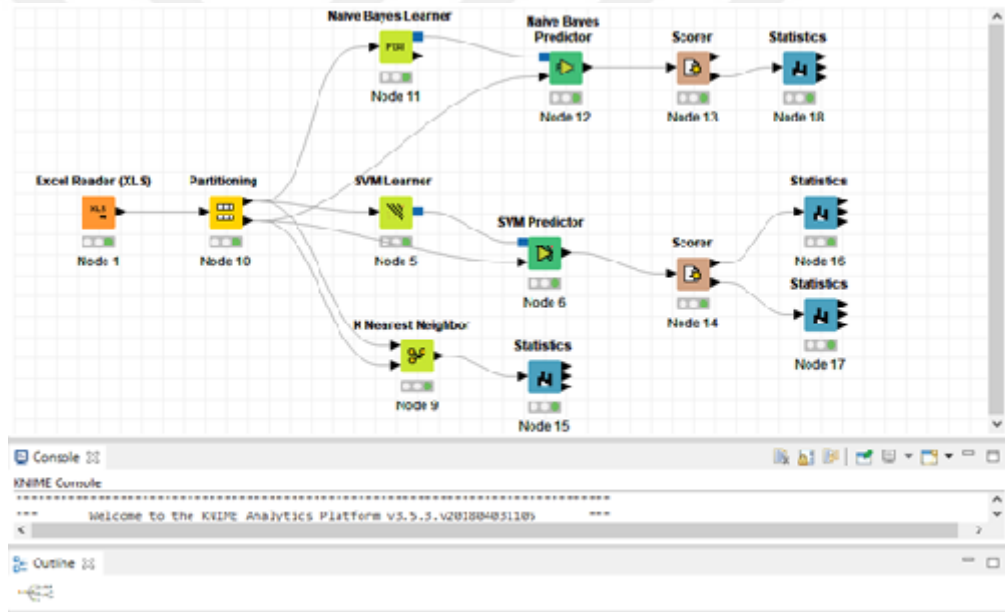 Naive Bayes Learner
Node 11
Naive Bayes
Predictor
Node 12
Scorer
Node 13
Statistics
Node 18
Excel Reader (XLS)
XLS
Node 1
Partitioning
Node 10
SVM Learner
Node 5
SVM Predictor
Node 6
Scorer
Node 14
Statistics
Node 16
Statistics
Node 17
K Nearest Neighbor
Node 9
Statistics
Node 15
Console
KNIME Console
*** Welcome to the KNIME Analytics Platform v3.5.3.v201804031105 ***
Outline